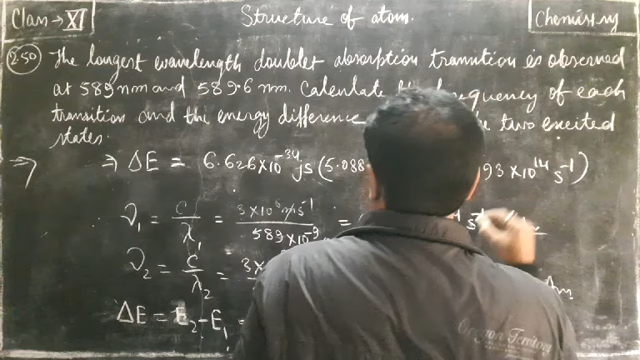 Class → XI
Structure of atom.
Chemistry
2.50 The longest wavelength doublet absorption transition is observed
at 589 nm and 589.6 nm. Calculate the frequency of each
transition and the energy difference two excited
states.
⇒ ΔE = 6.626×10⁻³⁴ Js (5.088 93 × 10¹⁴ s⁻¹)
ν₁ = c/λ₁ = 3×10⁸ ms⁻¹ / 589×10⁻⁹ =
ν₂ = c/λ₂ = 3×
ΔE = E₂ – E₁ =